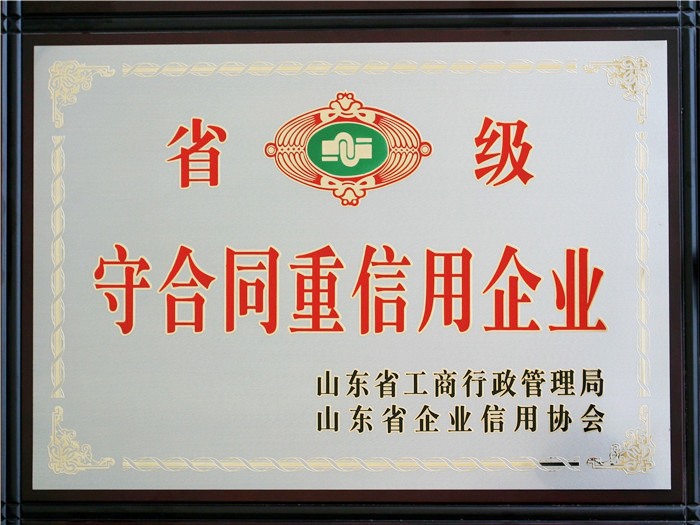 省 级
守合同重信用企业
山东省工商行政管理局
山东省企业信用协会